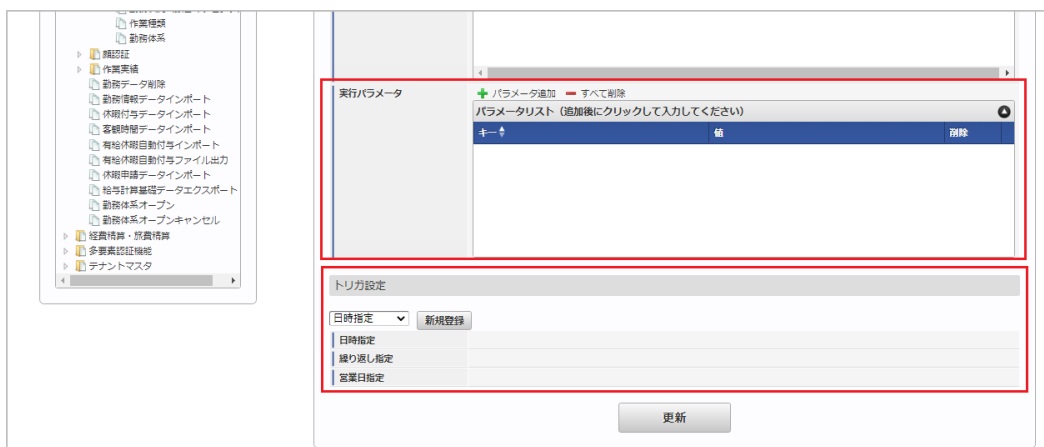 作業種類
勤務体系
顔認証
作業実績
勤務データ削除
勤務情報データインポート
休暇付与データインポート
客観時間データインポート
有給休暇自動付与インポート
有給休暇自動付与ファイル出力
休暇申請データインポート
給与計算基礎データエクスポート
勤務体系オープン
勤務体系オープンキャンセル
経費精算・旅費精算
多要素認証機能
テナントマスタ
実行パラメータ
パラメータ追加 すべて削除
パラメータリスト（追加後にクリックして入力してください）
キー 値 削除
トリガ設定
日時指定 新規登録
日時指定
繰り返し指定
営業日指定
更新